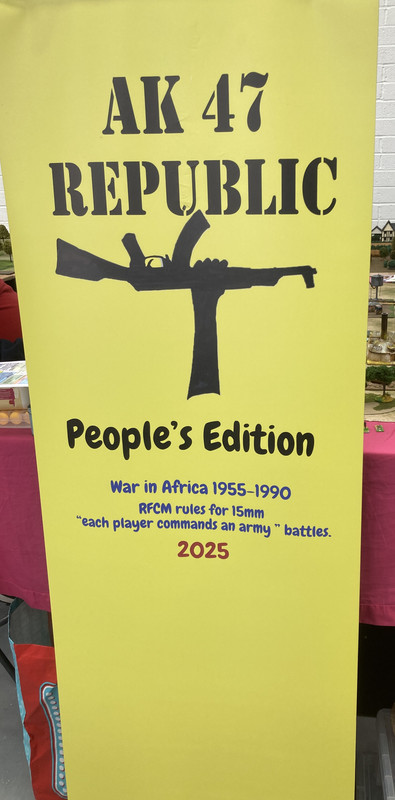 AK 47
REPUBLIC
People's Edition
War in Africa 1955-1990
RFCM rules for 15mm
"each player commands an army " battles.
2025